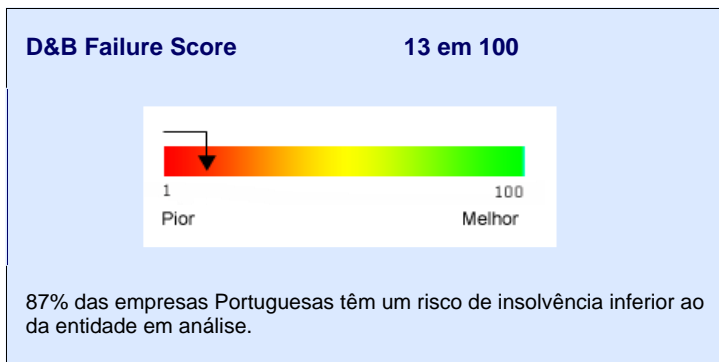 D&B Failure Score 13 em 100
1 100
Pior Melhor
87% das empresas Portuguesas têm um risco de insolvência inferior ao
da entidade em análise.